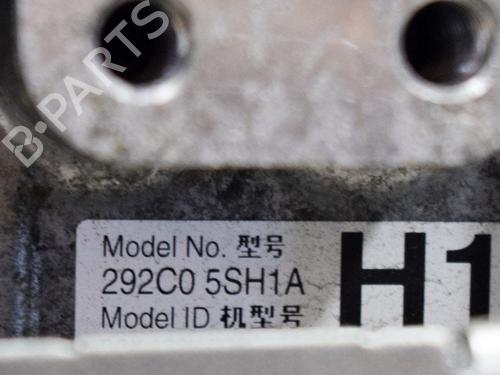 B-PARTS
Model No. 型号
292C0 5SH1A
Model ID 机型号
H1